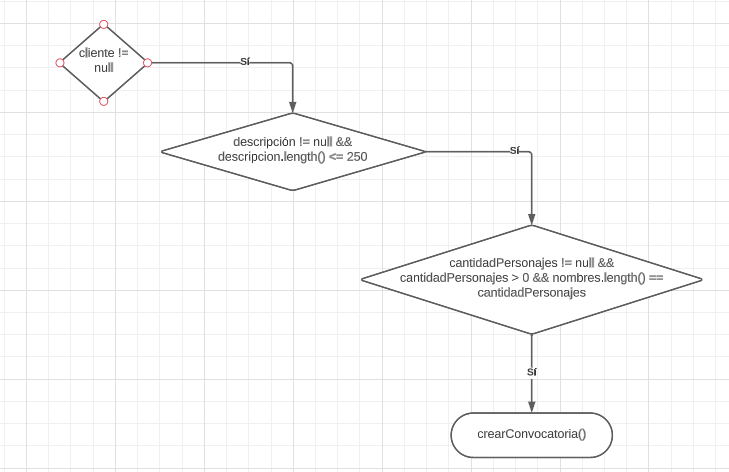 cliente !=
null
Sí
descripción != null &&
descripcion.length() <= 250
Sí
cantidadPersonajes != null &&
cantidadPersonajes > 0 && nombres.length() ==
cantidadPersonajes
Sí
crearConvocatoria()